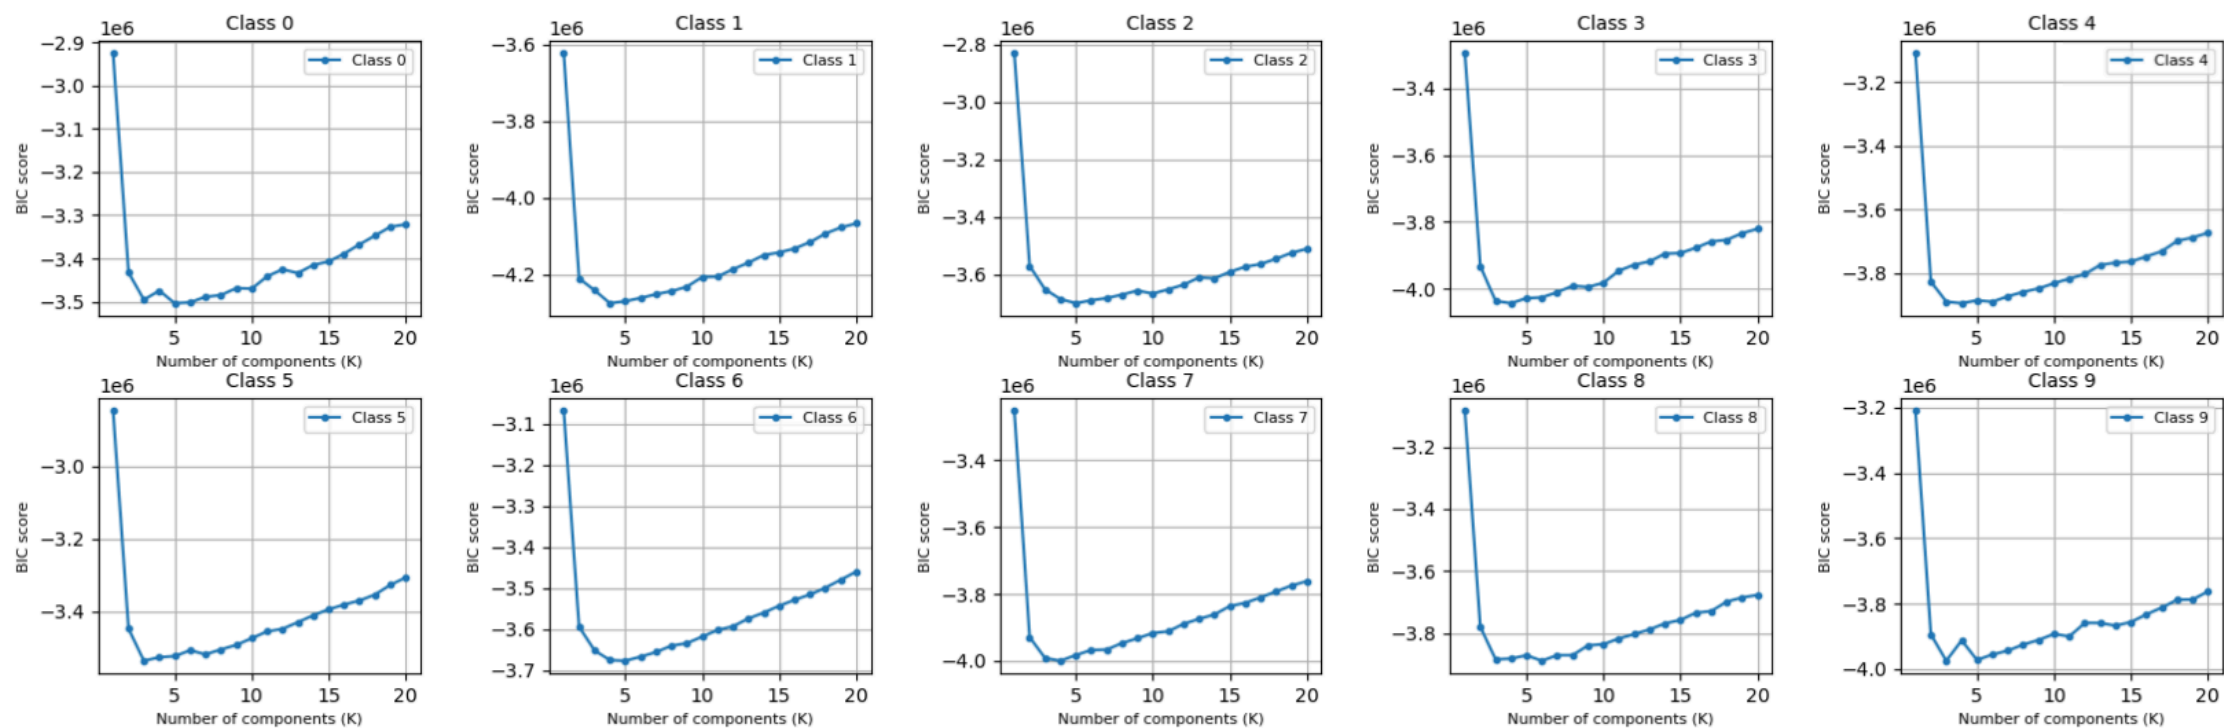 1e6 Class 0
Class 0
−2.9
−3.0
−3.1
−3.2
−3.3
−3.4
−3.5
BIC score
5 10 15 20
Number of components (K)
1e6 Class 1
Class 1
−3.6
−3.8
−4.0
−4.2
BIC score
5 10 15 20
Number of components (K)
1e6 Class 2
Class 2
−2.8
−3.0
−3.2
−3.4
−3.6
BIC score
5 10 15 20
Number of components (K)
1e6 Class 3
Class 3
−3.4
−3.6
−3.8
−4.0
BIC score
5 10 15 20
Number of components (K)
1e6 Class 4
Class 4
−3.2
−3.4
−3.6
−3.8
BIC score
5 10 15 20
Number of components (K)
1e6 Class 5
Class 5
−3.0
−3.2
−3.4
BIC score
5 10 15 20
Number of components (K)
1e6 Class 6
Class 6
−3.1
−3.2
−3.3
−3.4
−3.5
−3.6
−3.7
BIC score
5 10 15 20
Number of components (K)
1e6 Class 7
Class 7
−3.4
−3.6
−3.8
−4.0
BIC score
5 10 15 20
Number of components (K)
1e6 Class 8
Class 8
−3.2
−3.4
−3.6
−3.8
BIC score
5 10 15 20
Number of components (K)
1e6 Class 9
Class 9
−3.2
−3.4
−3.6
−3.8
−4.0
BIC score
5 10 15 20
Number of components (K)